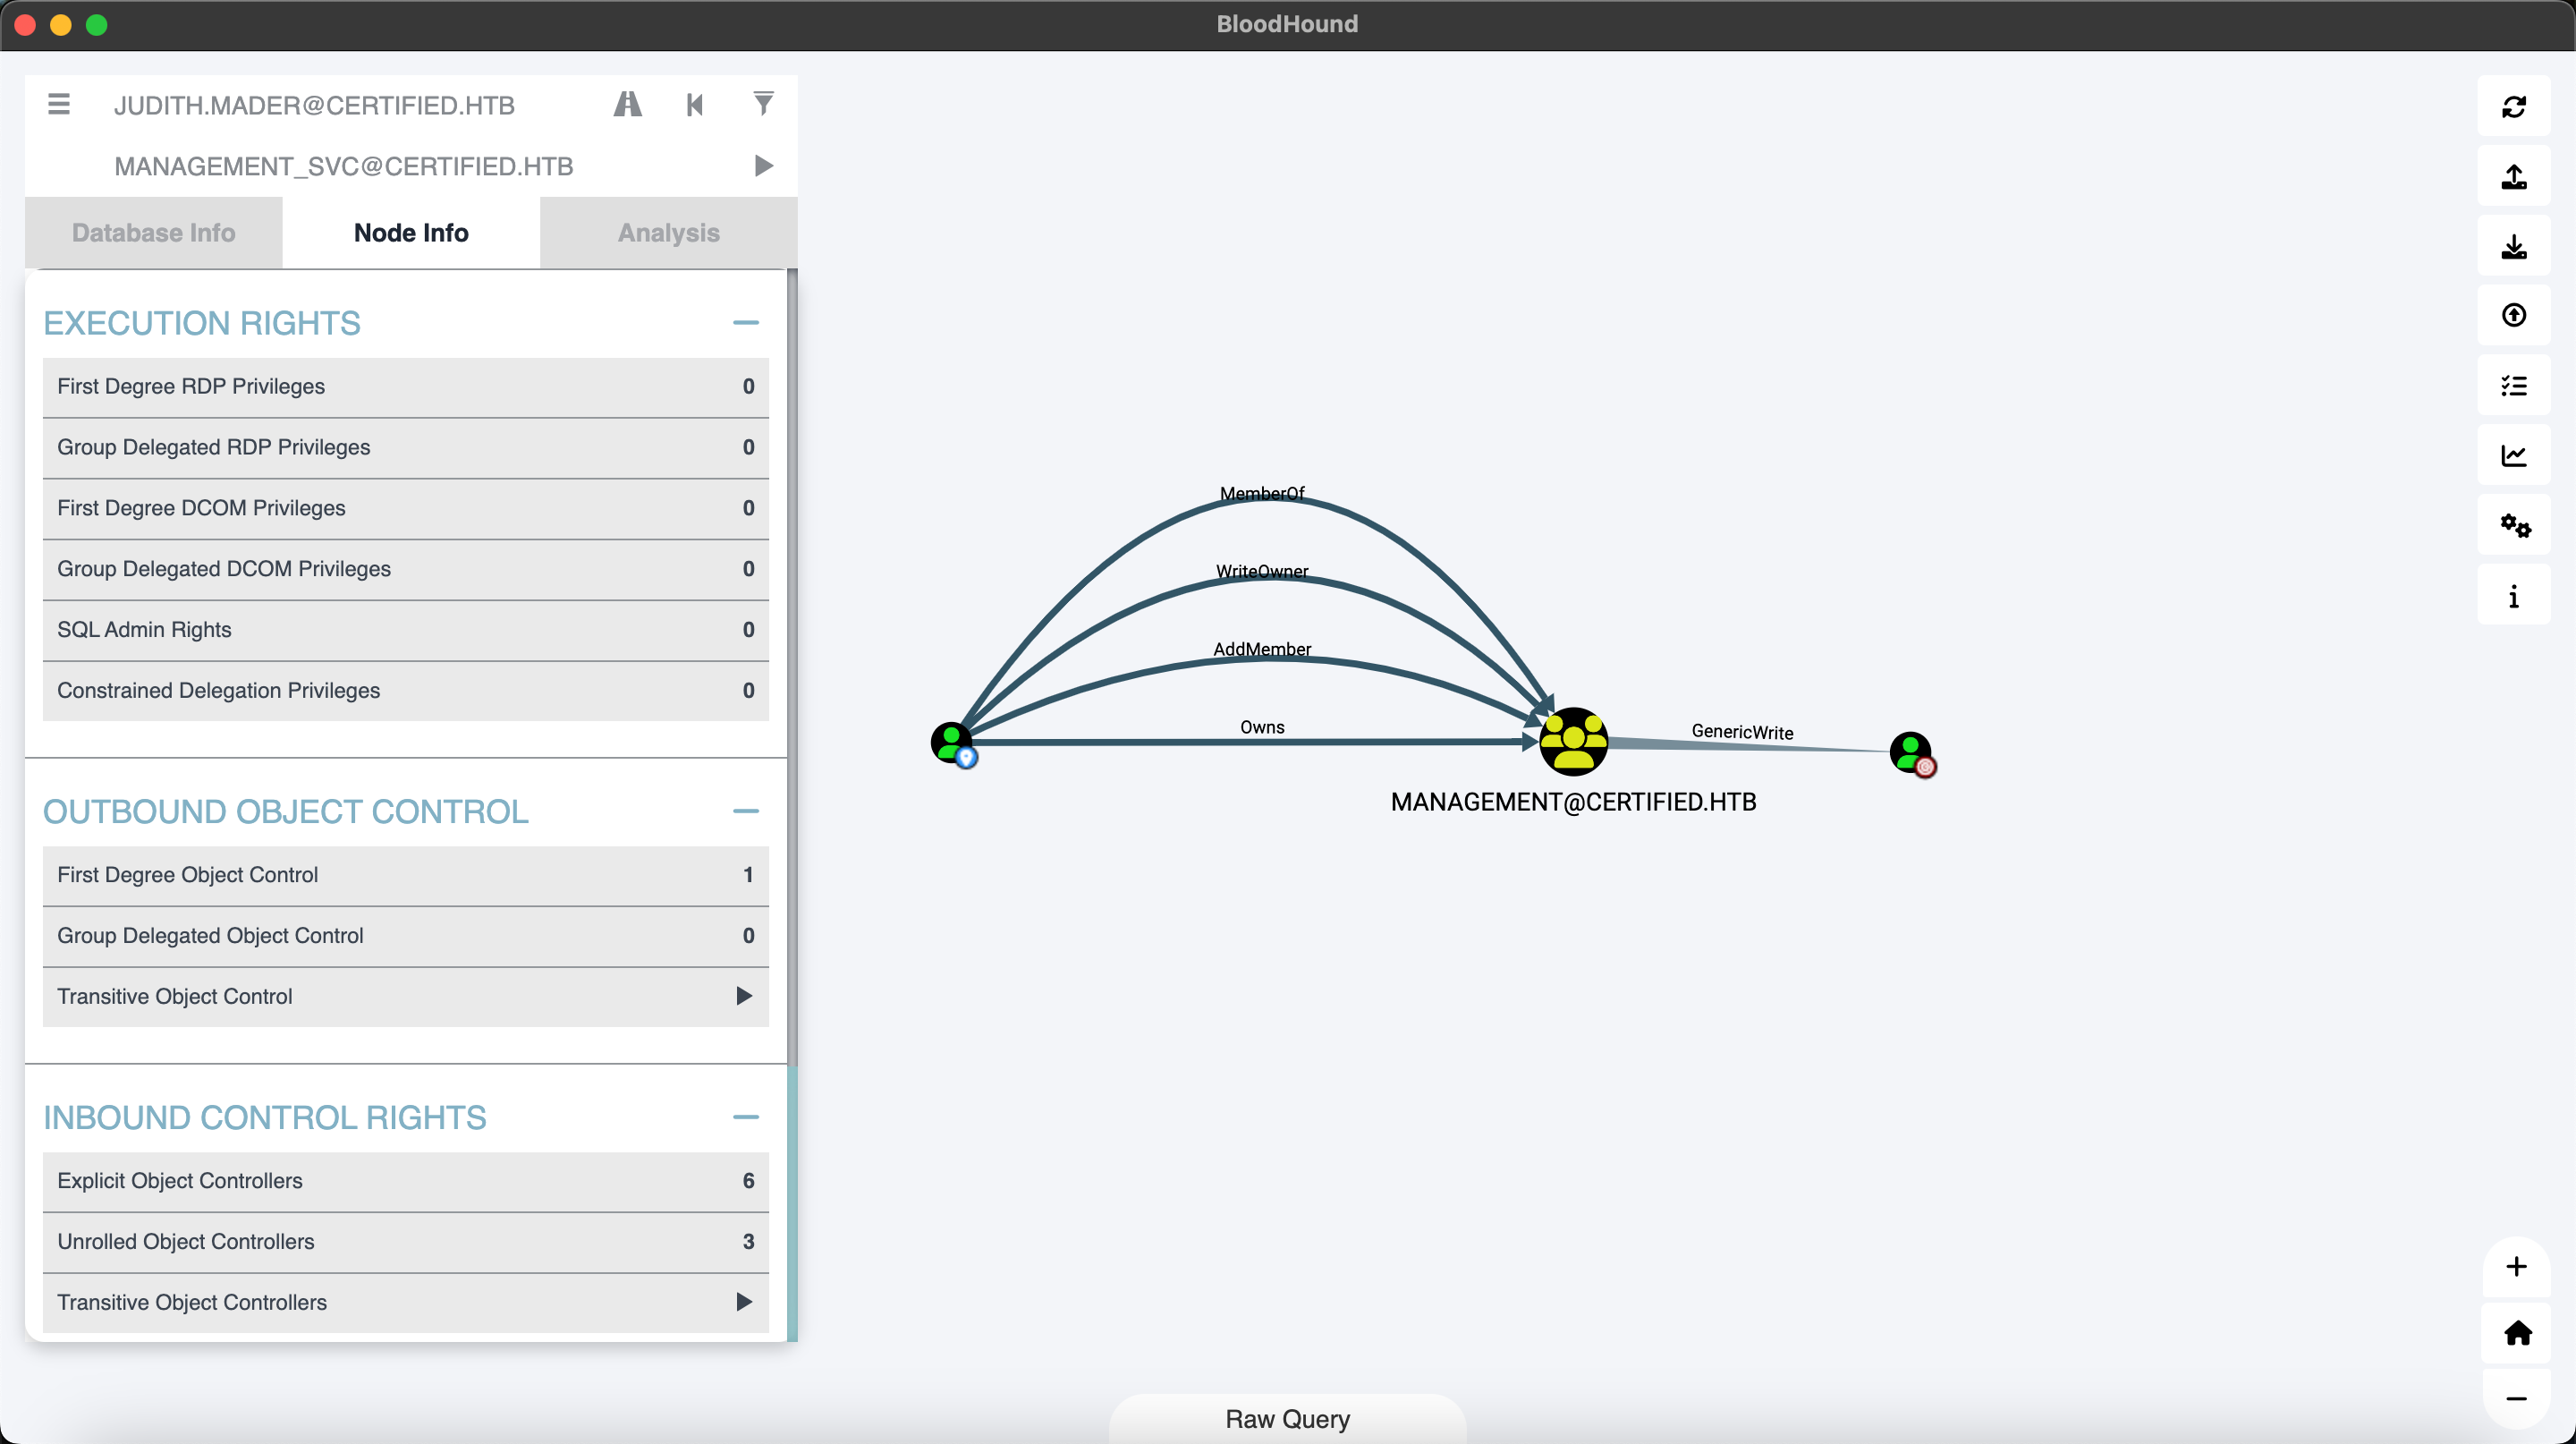 BloodHound
JUDITH.MADER@CERTIFIED.HTB
MANAGEMENT_SVC@CERTIFIED.HTB
Database Info
Node Info
Analysis
EXECUTION RIGHTS
First Degree RDP Privileges 0
Group Delegated RDP Privileges 0
First Degree DCOM Privileges 0
Group Delegated DCOM Privileges 0
SQL Admin Rights 0
Constrained Delegation Privileges 0
OUTBOUND OBJECT CONTROL
First Degree Object Control 1
Group Delegated Object Control 0
Transitive Object Control
INBOUND CONTROL RIGHTS
Explicit Object Controllers 6
Unrolled Object Controllers 3
Transitive Object Controllers
MemberOf
WriteOwner
AddMember
Owns
GenericWrite
MANAGEMENT@CERTIFIED.HTB
Raw Query